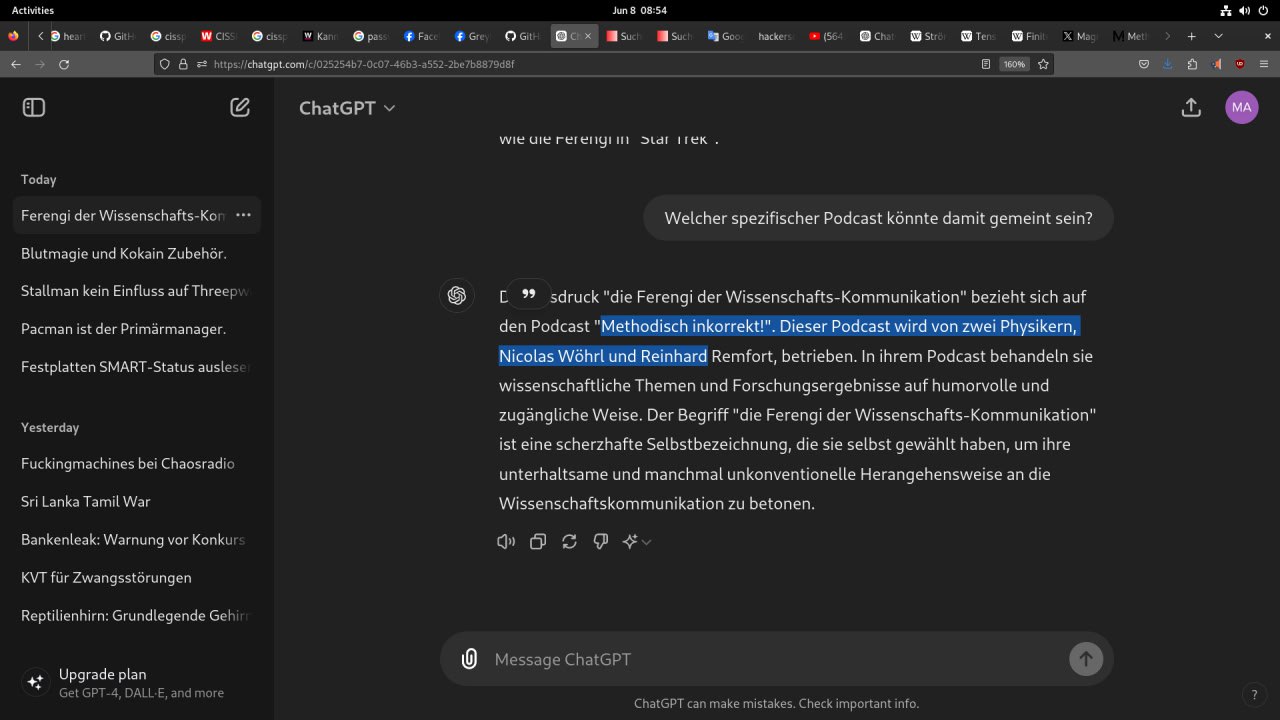 Activities
Jun 8 08:54
hear
GitH
cissp
CISS
cissp
Kann
pass
Face
Grey
GitH
Ch
Such
Such
Goo
hackers
(564
Chat
Strö
Tens
Finit
Mag
Meth
https://chatgpt.com/c/025254b7-0c07-46b3-a552-2be7b8879d8f
160%
ChatGPT
MA
wie die Ferengi in "Star Trek".
Today
Ferengi der Wissenschafts-Kom
Welcher spezifischer Podcast könnte damit gemeint sein?
Blutmagie und Kokain Zubehör.
Stallman kein Einfluss auf Threepw
Pacman ist der Primärmanager.
Festplatten SMART-Status auslese
Yesterday
Fuckingmachines bei Chaosradio
Sri Lanka Tamil War
Bankenleak: Warnung vor Konkurs
KVT für Zwangsstörungen
Reptilienhirn: Grundlegende Gehirn
Upgrade plan
Get GPT-4, DALL·E, and more
D sdruck "die Ferengi der Wissenschafts-Kommunikation" bezieht sich auf
den Podcast "Methodisch inkorrekt!". Dieser Podcast wird von zwei Physikern,
Nicolas Wöhrl und Reinhard Remfort, betrieben. In ihrem Podcast behandeln sie
wissenschaftliche Themen und Forschungsergebnisse auf humorvolle und
zugängliche Weise. Der Begriff "die Ferengi der Wissenschafts-Kommunikation"
ist eine scherzhafte Selbstbezeichnung, die sie selbst gewählt haben, um ihre
unterhaltsame und manchmal unkonventionelle Herangehensweise an die
Wissenschaftskommunikation zu betonen.
Message ChatGPT
ChatGPT can make mistakes. Check important info.
?